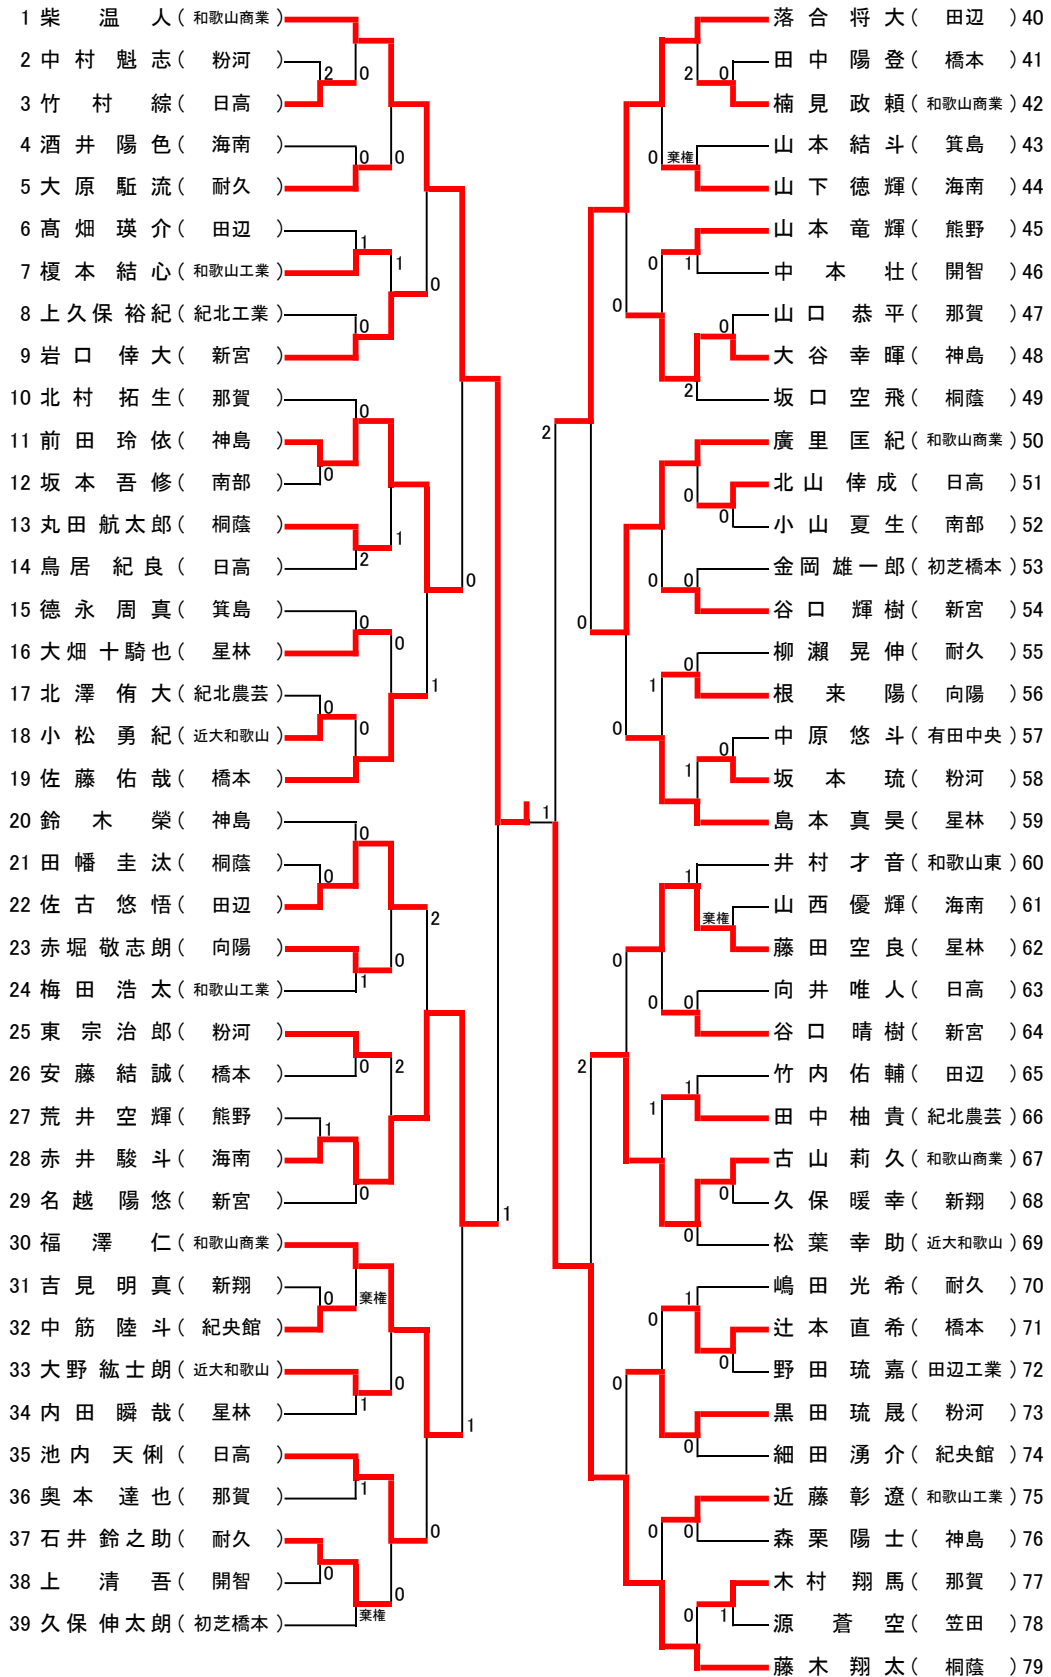 1 柴 温 人 ( 和歌山商業 )
2 中 村 魁 志 ( 粉河 )
3 竹 村 綜 ( 日高 )
4 酒 井 陽 色 ( 海南 )
5 大 原 駈 流 ( 耐久 )
6 髙 畑 瑛 介 ( 田辺 )
7 榎 本 結 心 ( 和歌山工業 )
8 上 久 保 裕 紀 ( 紀北工業 )
9 岩 口 倖 大 ( 新宮 )
10 北 村 拓 生 ( 那賀 )
11 前 田 玲 依 ( 神島 )
12 坂 本 吾 修 ( 南部 )
13 丸 田 航 太 郎 ( 桐蔭 )
14 鳥 居 紀 良 ( 日高 )
15 德 永 周 真 ( 箕島 )
16 大 畑 十 騎 也 ( 星林 )
17 北 澤 侑 大 ( 紀北農芸 )
18 小 松 勇 紀 ( 近大和歌山 )
19 佐 藤 佑 哉 ( 橋本 )
20 鈴 木 榮 ( 神島 )
21 田 幡 圭 汰 ( 桐蔭 )
22 佐 古 悠 悟 ( 田辺 )
23 赤 堀 敬 志 朗 ( 向陽 )
24 梅 田 浩 太 ( 和歌山工業 )
25 東 宗 治 郎 ( 粉河 )
26 安 藤 結 誠 ( 橋本 )
27 荒 井 空 輝 ( 熊野 )
28 赤 井 駿 斗 ( 海南 )
29 名 越 陽 悠 ( 新宮 )
30 福 澤 仁 ( 和歌山商業 )
31 吉 見 明 真 ( 新翔 )
32 中 筋 陸 斗 ( 紀央館 )
33 大 野 紘 士 朗 ( 近大和歌山 )
34 内 田 瞬 哉 ( 星林 )
35 池 内 天 俐 ( 日高 )
36 奥 本 達 也 ( 那賀 )
37 石 井 鈴 之 助 ( 耐久 )
38 上 清 吾 ( 開智 )
39 久 保 伸 太 朗 ( 初芝橋本 )
2
0
0
0
1
1
0
0
0
0
2
1
0
0
0
0
1
0
0
0
1
0
2
0
2
1
0
1
0
棄権
1
0
1
1
0
0
棄権
0
1
1
2
0
2
落 合 将 大 ( 田辺 ) 40
田 中 陽 登 ( 橋本 ) 41
楠 見 政 頼 ( 和歌山商業 ) 42
山 本 結 斗 ( 箕島 ) 43
山 下 徳 輝 ( 海南 ) 44
山 本 竜 輝 ( 熊野 ) 45
中 本 壮 ( 開智 ) 46
山 口 恭 平 ( 那賀 ) 47
大 谷 幸 暉 ( 神島 ) 48
坂 口 空 飛 ( 桐蔭 ) 49
廣 里 匡 紀 ( 和歌山商業 ) 50
北 山 倖 成 ( 日高 ) 51
小 山 夏 生 ( 南部 ) 52
金 岡 雄 一 郎 ( 初芝橋本 ) 53
谷 口 輝 樹 ( 新宮 ) 54
柳 瀨 晃 伸 ( 耐久 ) 55
根 来 陽 ( 向陽 ) 56
中 原 悠 斗 ( 有田中央 ) 57
坂 本 琉 ( 粉河 ) 58
島 本 真 昊 ( 星林 ) 59
井 村 才 音 ( 和歌山東 ) 60
山 西 優 輝 ( 海南 ) 61
藤 田 空 良 ( 星林 ) 62
向 井 唯 人 ( 日高 ) 63
谷 口 晴 樹 ( 新宮 ) 64
竹 内 佑 輔 ( 田辺 ) 65
田 中 柚 貴 ( 紀北農芸 ) 66
古 山 莉 久 ( 和歌山商業 ) 67
久 保 暖 幸 ( 新翔 ) 68
松 葉 幸 助 ( 近大和歌山 ) 69
嶋 田 光 希 ( 耐久 ) 70
辻 本 直 希 ( 橋本 ) 71
野 田 琉 嘉 ( 田辺工業 ) 72
黒 田 琉 晟 ( 粉河 ) 73
細 田 湧 介 ( 紀央館 ) 74
近 藤 彰 遼 ( 和歌山工業 ) 75
森 栗 陽 士 ( 神島 ) 76
木 村 翔 馬 ( 那賀 ) 77
源 蒼 空 ( 笠田 ) 78
藤 木 翔 太 ( 桐蔭 ) 79
2
0
0
棄権
0
1
0
0
2
0
0
0
0
0
0
1
0
0
1
1
棄権
0
0
0
2
1
1
0
0
1
0
0
0
0
0
0
0
1